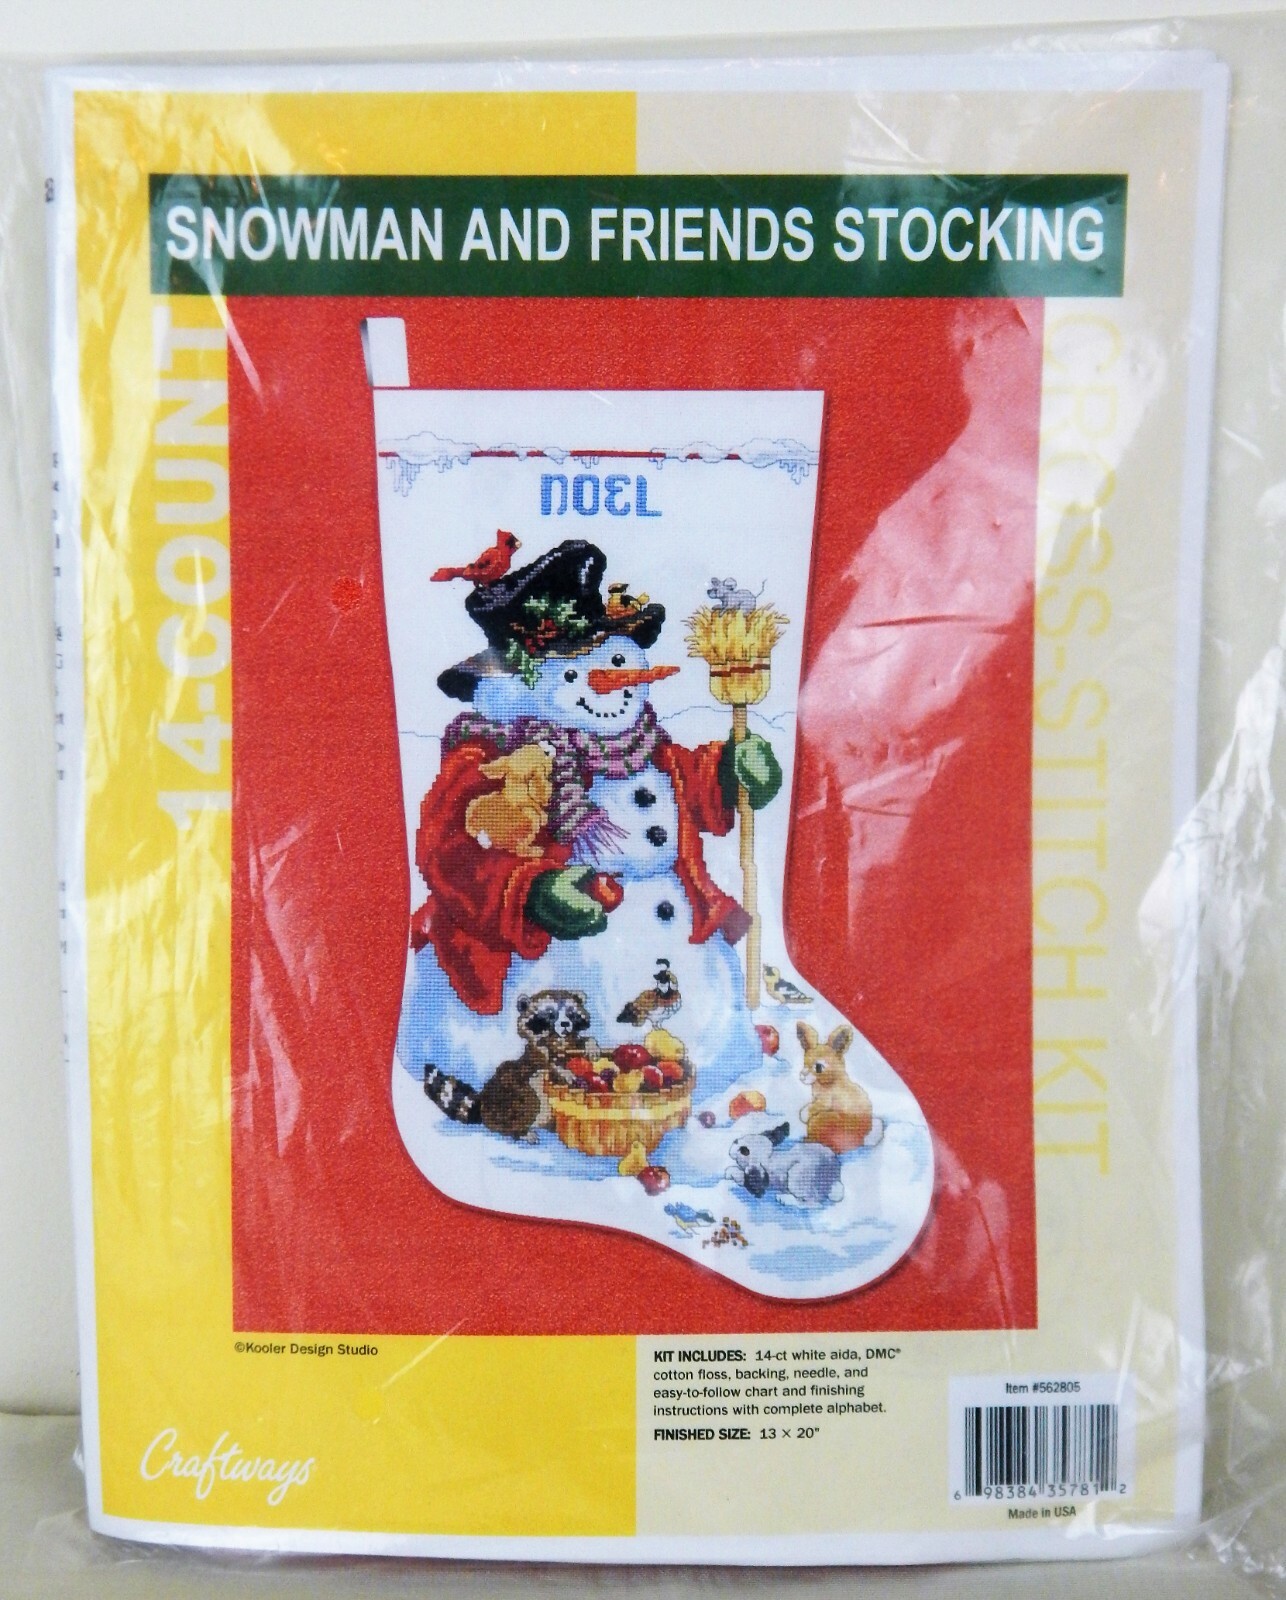 SNOWMAN AND FRIENDS STOCKING
14-COUNT
CROSS-STITCH KIT
NOEL
©Kooler Design Studio
KIT INCLUDES: 14-ct white aida, DMC®
cotton floss, backing, needle, and
easy-to-follow chart and finishing
instructions with complete alphabet.
FINISHED SIZE: 13 × 20"
Craftways
Item #562805
6 98384 35781 2
Made in USA